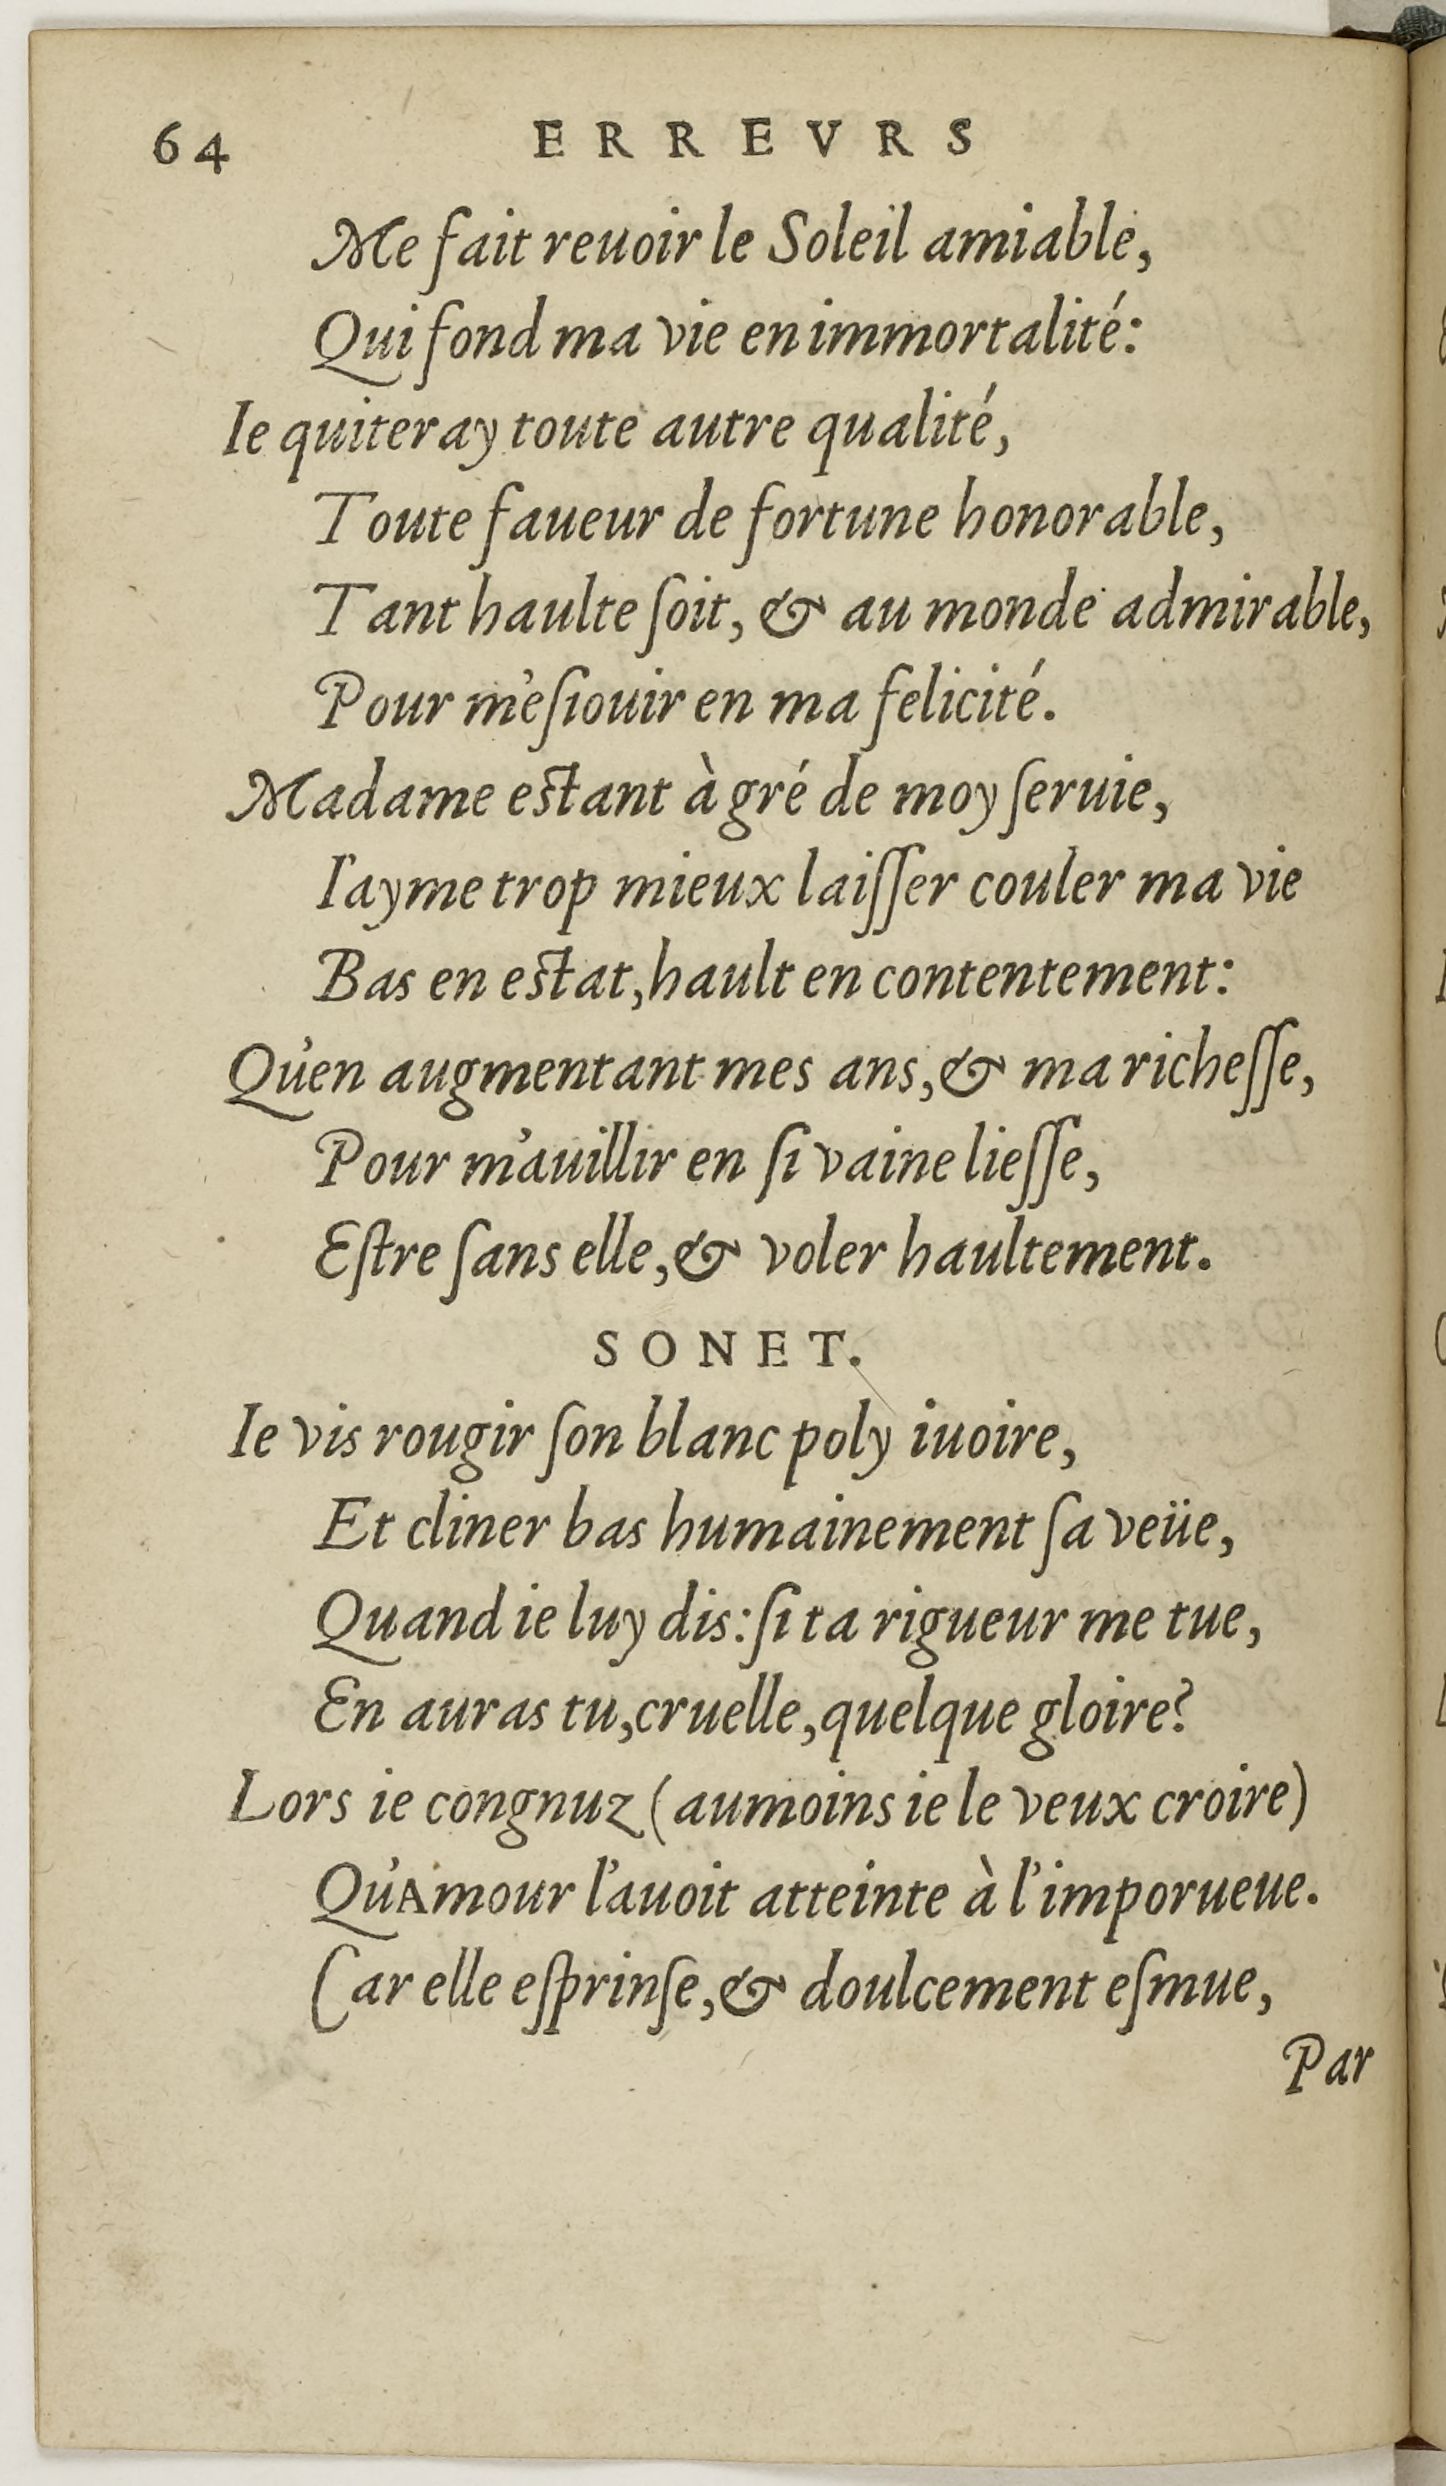 64 ERREVRS
Me fait reuoir le Soleil amiable,
Qui fond ma vie en immortalité:
Ie quiteray toute autre qualité,
Toute faueur de fortune honorable,
Tant haulte ſoit, & au monde admirable,
Pour m'eſiouir en ma felicité.
Madame eſtant à gré de moy ſeruie,
I'ayme trop mieux laiſſer couler ma vie
Bas en eſtat, hault en contentement:
Qu'en augmentant mes ans, & ma richeſſe,
Pour m'auillir en ſi vaine lieſſe,
Eſtre ſans elle, & voler haultement.
SONET.
Ie vis rougir ſon blanc poly iuoire,
Et cliner bas humainement ſa veüe,
Quand ie luy dis: ſi ta rigueur me tue,
En auras tu, cruelle, quelque gloire?
Lors ie congnuz (aumoins ie le veux croire)
Qu'Amour l'auoit atteinte à l'imporueue.
Car elle eſprinſe, & doulcement eſmue,
Par